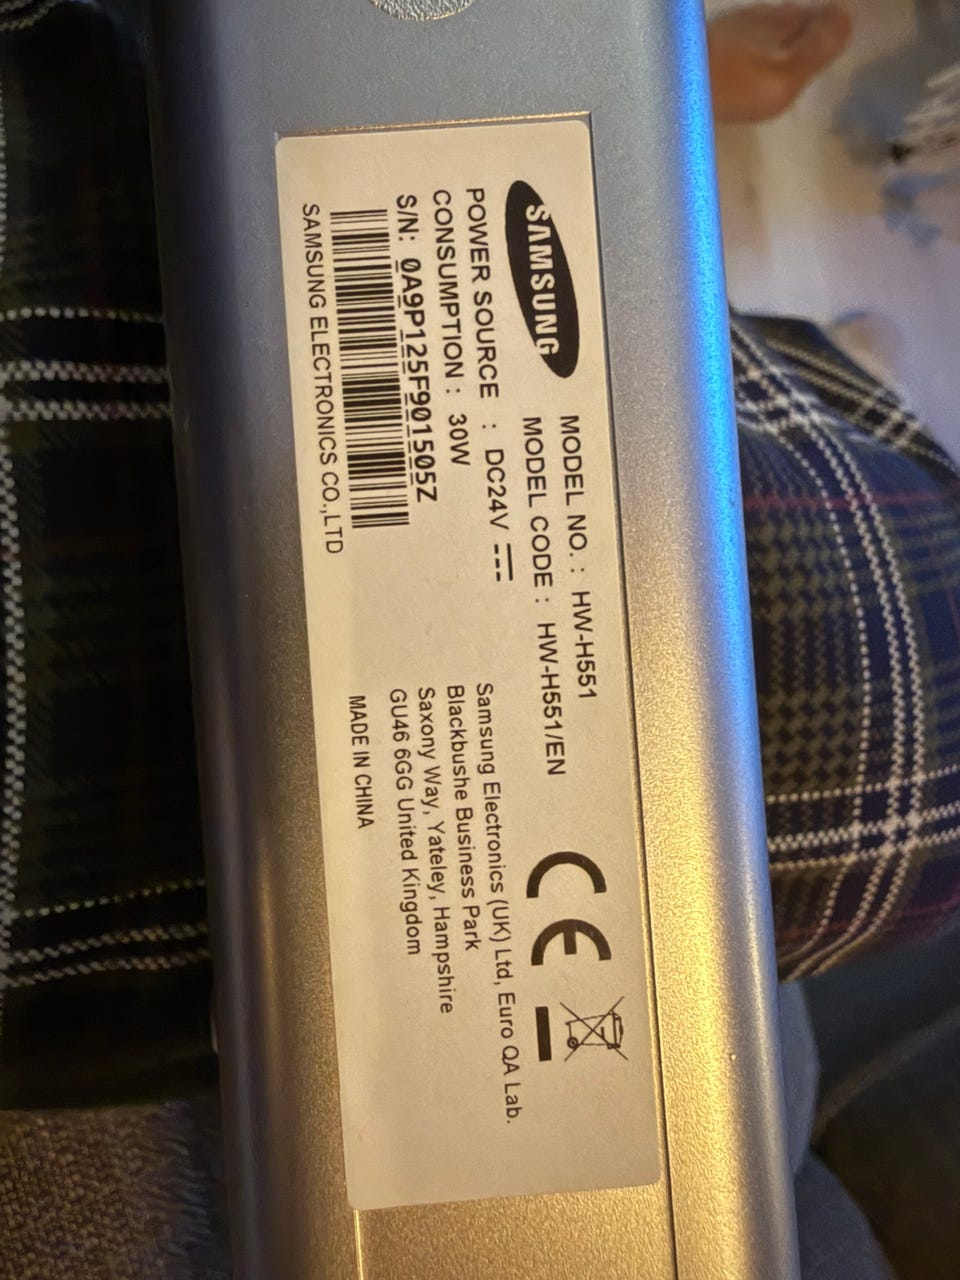 SAMSUNG
MODEL NO. : HW-H551
MODEL CODE : HW-H551/EN
POWER SOURCE : DC24V
CONSUMPTION : 30W
S/N: 0A9P125F901505Z
SAMSUNG ELECTRONICS CO.,LTD
Samsung Electronics (UK) Ltd, Euro QA Lab.
Blackbushe Business Park
Saxony Way, Yateley, Hampshire
GU46 6GG United Kingdom
MADE IN CHINA
CE